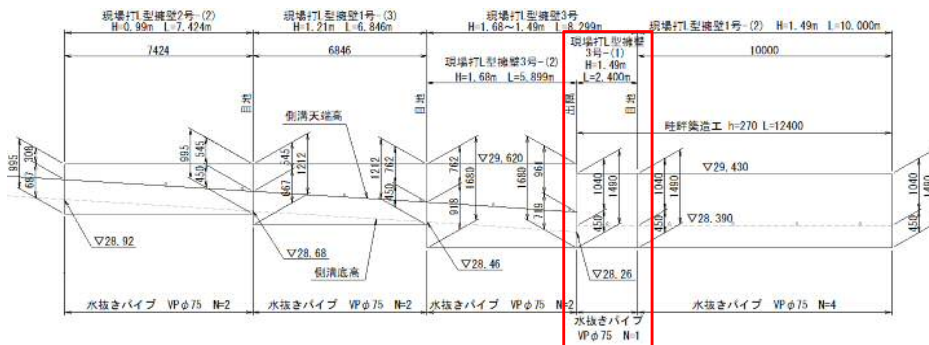 現場打L型擁壁2号-(2)
H=0.99m L=7.424m
現場打L型擁壁1号-(3)
H=1.21m L=6.846m
現場打L型擁壁3号
H=1.68～1.49m L=8.299m
現場打L型擁壁1号-(2) H=1.49m L=10.000m
7424
6846
10000
現場打L型擁壁3号-(2)
H=1.68m L=5.899m
現場打L型擁壁
3号-(1)
H=1.49m
L=2.400m
目地
目地
出隅
目地
側溝天端高
畦畔築造工 h=270 L=12400
995
308
687
995
545
450
545
667
1212
1212
762
450
762
918
1680
1680
961
719
1040
450
1490
1040
450
1490
1040
450
1490
▽29,620
▽29,430
▽28.390
▽28.92
▽28.68
▽28.46
▽28.26
側溝底高
水抜きパイプ VPφ75 N=2
水抜きパイプ VPφ75 N=2
水抜きパイプ VPφ75 N=2
水抜きパイプ
VPφ75 N=1
水抜きパイプ VPφ75 N=4